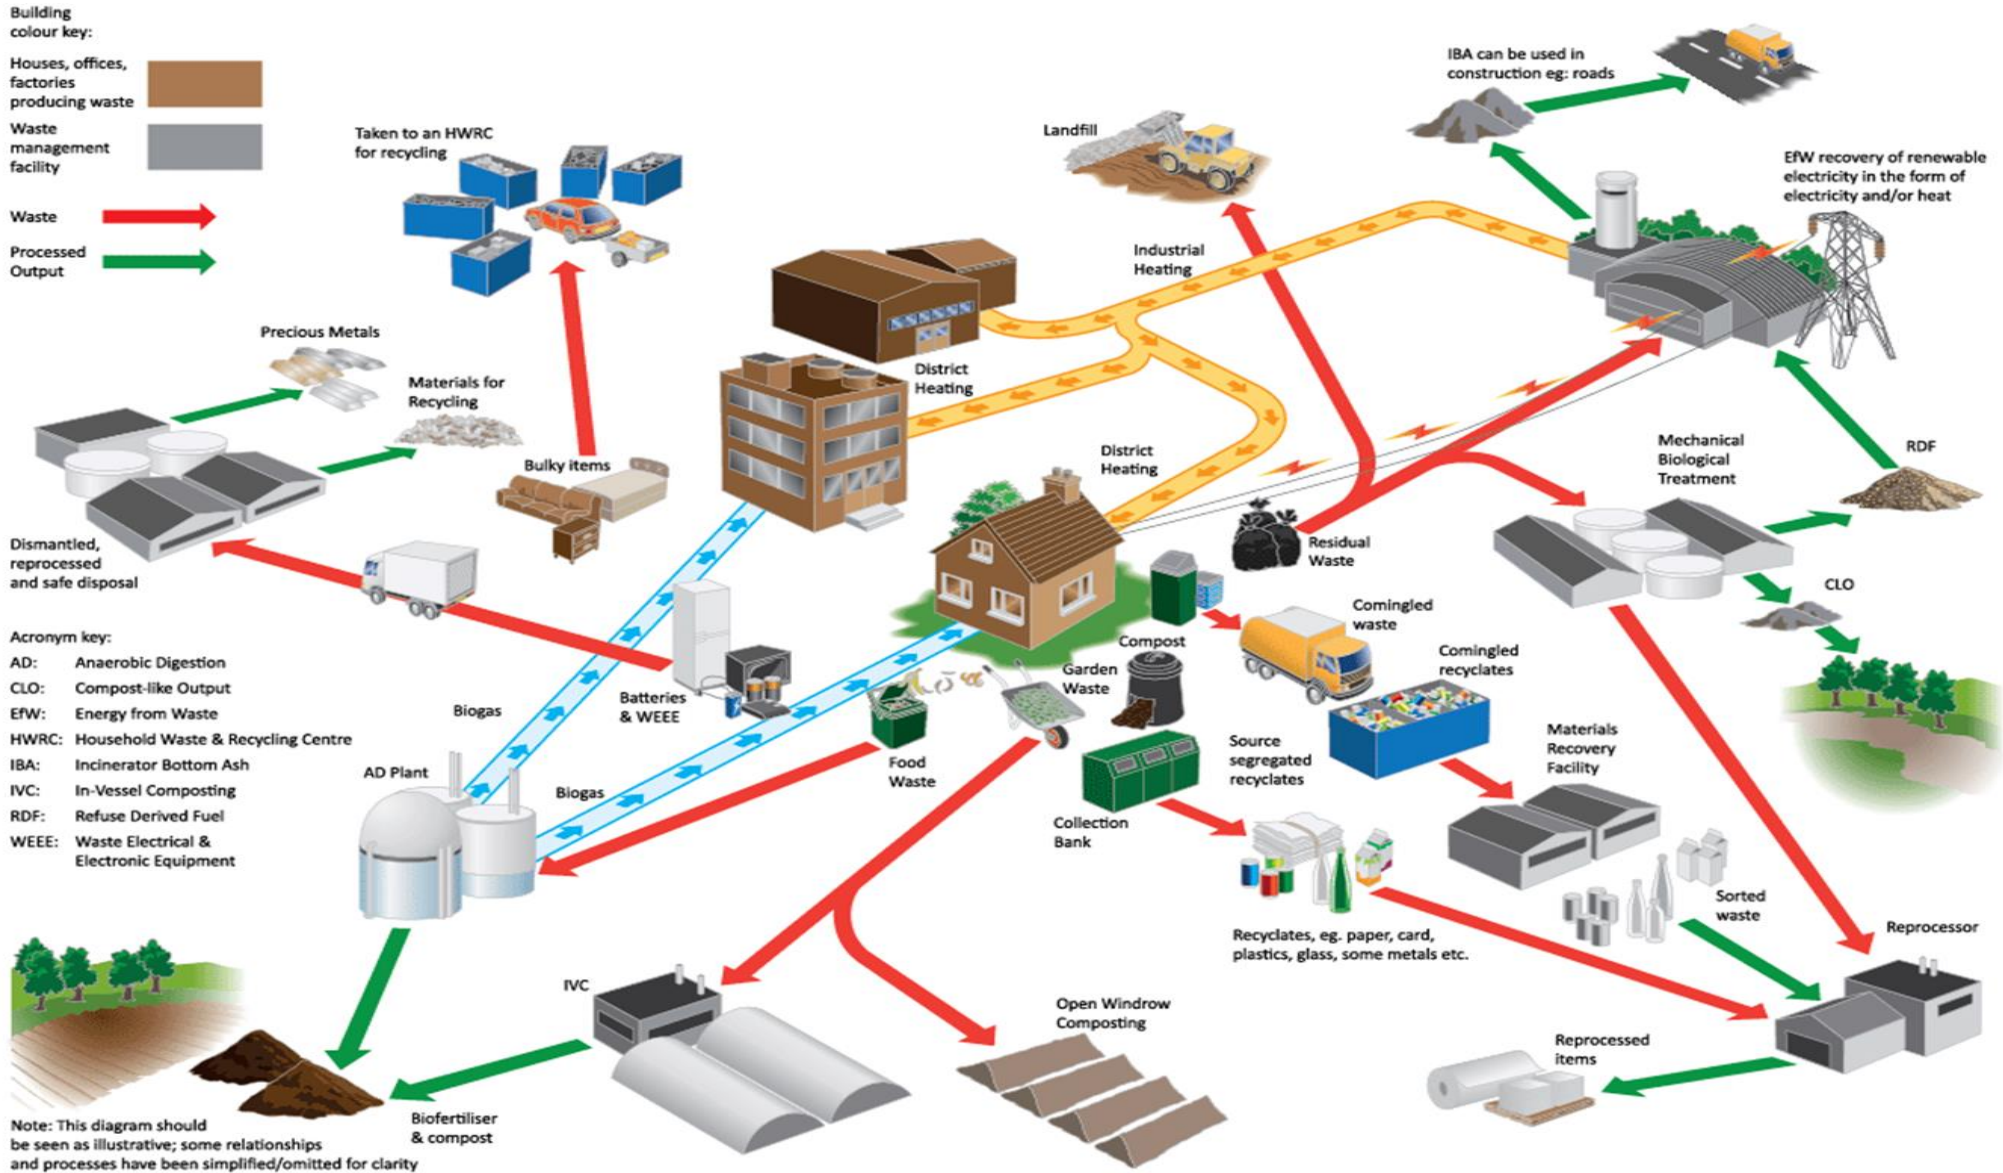 Building
colour key:
Houses, offices,
factories
producing waste
Waste
management
facility
Waste
Processed
Output
Taken to an HWRC
for recycling
Precious Metals
Materials for
Recycling
Bulky items
Dismantled,
reprocessed
and safe disposal
Acronym key:
AD: Anaerobic Digestion
CLO: Compost-like Output
EfW: Energy from Waste
HWRC: Household Waste & Recycling Centre
IBA: Incinerator Bottom Ash
IVC: In-Vessel Composting
RDF: Refuse Derived Fuel
WEEE: Waste Electrical &
Electronic Equipment
Landfill
IBA can be used in
construction eg: roads
EfW recovery of renewable
electricity in the form of
electricity and/or heat
Industrial
Heating
District
Heating
District
Heating
Mechanical
Biological
Treatment
RDF
CLO
Residual
Waste
Comingled
waste
Comingled
recyclates
Compost
Garden
Waste
Batteries
& WEEE
Biogas
Biogas
AD Plant
Food
Waste
Source
segregated
recyclates
Collection
Bank
Materials
Recovery
Facility
Sorted
waste
Recyclates, eg. paper, card,
plastics, glass, some metals etc.
Reprocessor
Reprocessed
items
IVC
Open Windrow
Composting
Biofertiliser
& compost
Note: This diagram should
be seen as illustrative; some relationships
and processes have been simplified/omitted for clarity